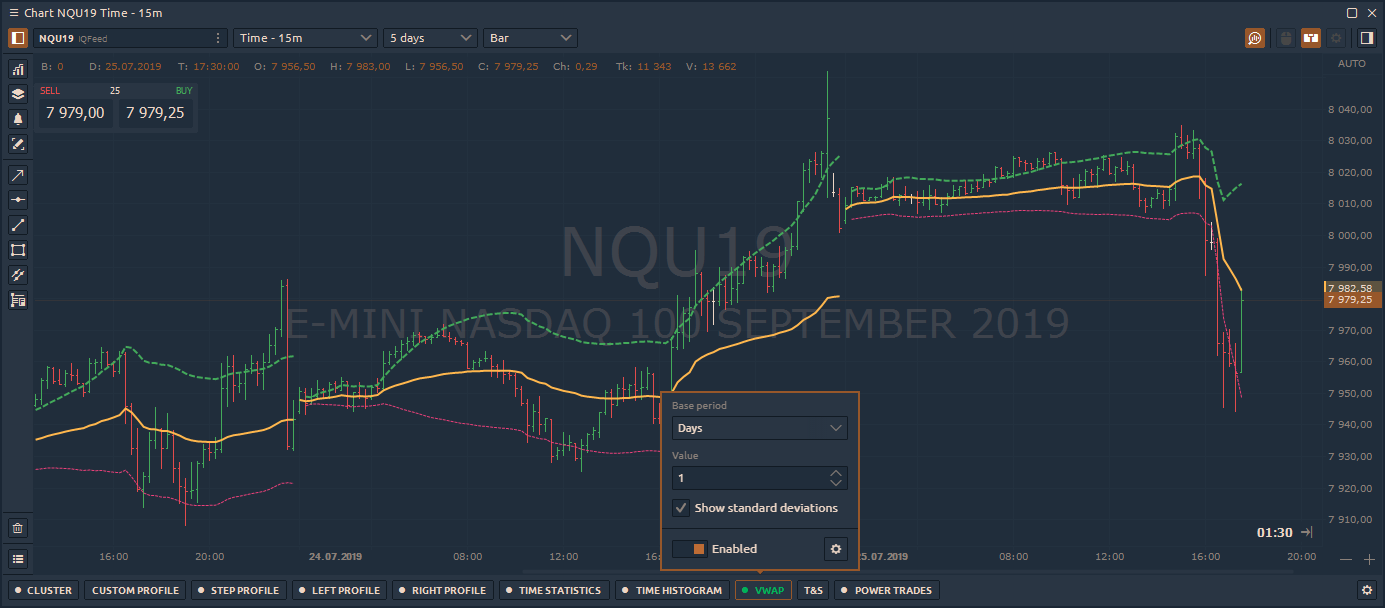 Chart NQU19 Time - 15m
NQU19 IQFeed Time - 15m 5 days Bar
B: 0 D: 25.07.2019 T: 17:30:00 O: 7 956,50 H: 7 983,00 L: 7 956,50 C: 7 979,25 Ch: 0,29 Tk: 11 343 V: 13 662 AUTO
SELL 25 BUY
7 979,00 7 979,25
8 040,00
8 030,00
8 020,00
8 010,00
8 000,00
7 990,00
7 982.58
7 979,25
7 970,00
7 960,00
7 950,00
7 940,00
7 930,00
7 920,00
7 910,00
NQU19
E-MINI NASDAQ 10 SEPTEMBER 2019
Base period
Days
Value
1
Show standard deviations
Enabled
01:30
16:00 20:00 24.07.2019 08:00 12:00 16: 5.07.2019 08:00 12:00 16:00 20:00
CLUSTER CUSTOM PROFILE STEP PROFILE LEFT PROFILE RIGHT PROFILE TIME STATISTICS TIME HISTOGRAM VWAP T&S POWER TRADES